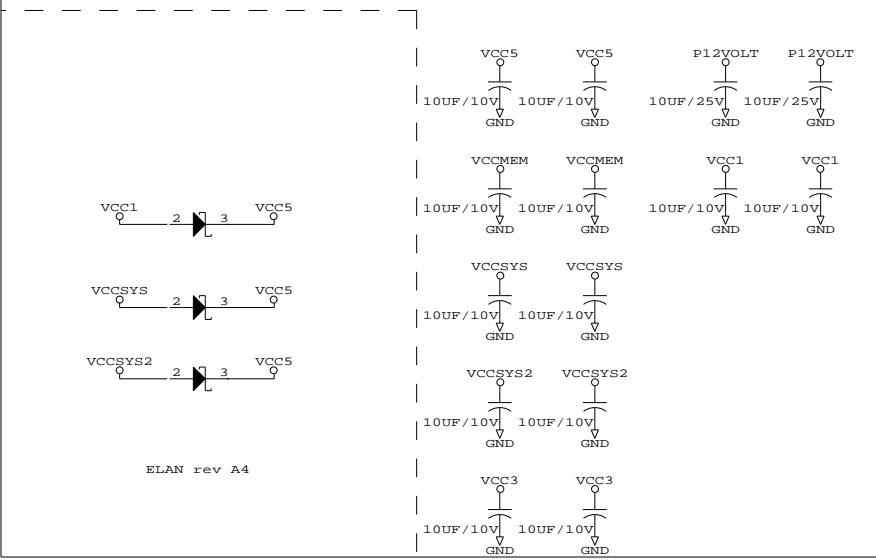 VCC5 VCC5 P12VOLT P12VOLT
10UF/10V 10UF/10V 10UF/25V 10UF/25V
GND GND GND GND
VCCMEM VCCMEM VCC1 VCC1
10UF/10V 10UF/10V 10UF/10V 10UF/10V
GND GND GND GND
VCC1 VCC5
2 3
VCCSYS VCCSYS
10UF/10V 10UF/10V
GND GND
VCCSYS VCC5
2 3
VCCSYS2 VCC5
2 3
VCCSYS2 VCCSYS2
10UF/10V 10UF/10V
GND GND
ELAN rev A4
VCC3 VCC3
10UF/10V 10UF/10V
GND GND